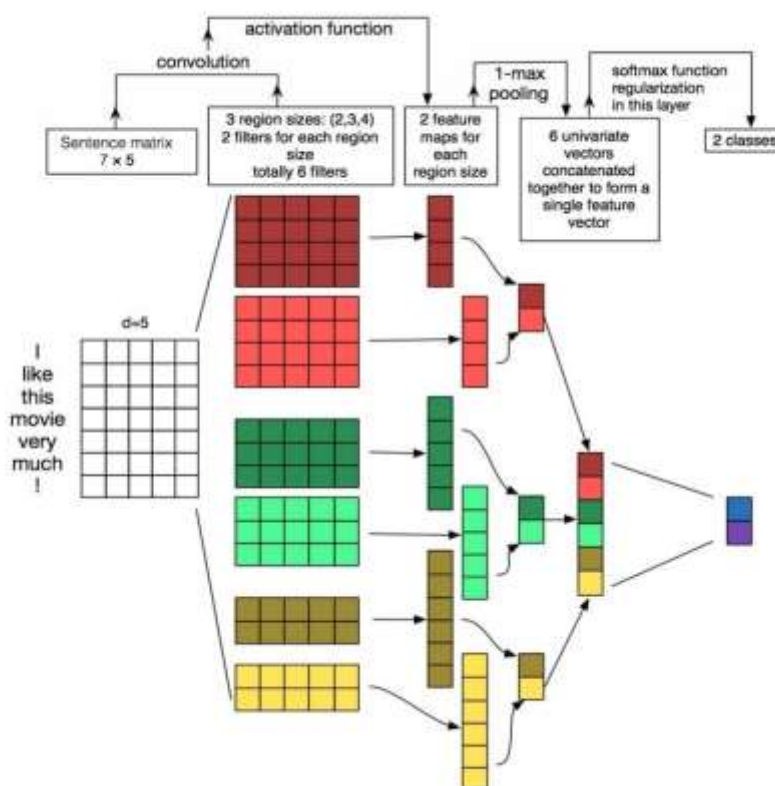 activation function
convolution
1-max
pooling
softmax function
regularization
in this layer
Sentence matrix
7 × 5
3 region sizes: (2,3,4)
2 filters for each region
size
totally 6 filters
2 feature
maps for
each
region size
6 univariate
vectors
concatenated
together to form a
single feature
vector
2 classes
d=5
I
like
this
movie
very
much
!